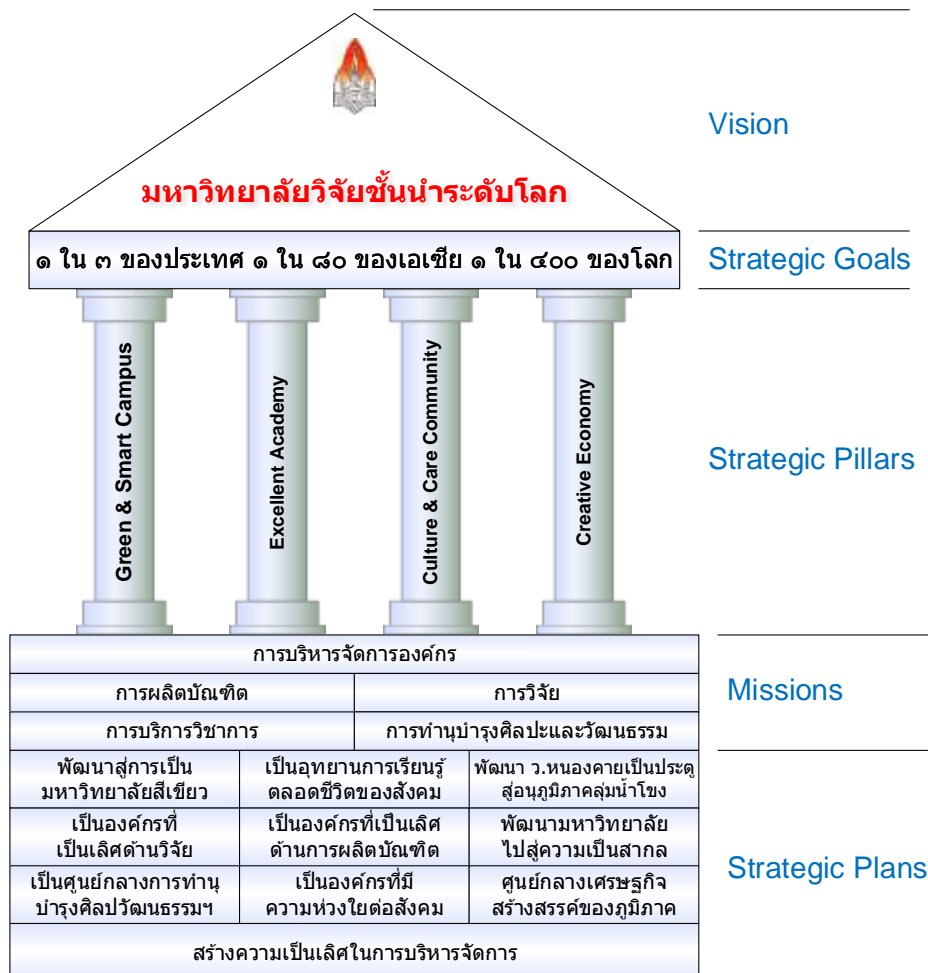 Vision
มหาวิทยาลัยวิจัยชั้นนำระดับโลก
๑ ใน ๓ ของประเทศ ๑ ใน ๘๐ ของเอเซีย ๑ ใน ๔๐๐ ของโลก
Strategic Goals
Green & Smart Campus
Excellent Academy
Culture & Care Community
Creative Economy
Strategic Pillars
การบริหารจัดการองค์กร
การผลิตบัณฑิต
การวิจัย
การบริการวิชาการ
การทำนุบำรุงศิลปะและวัฒนธรรม
Missions
พัฒนาสู่การเป็น
มหาวิทยาลัยสีเขียว
เป็นอุทยานการเรียนรู้
ตลอดชีวิตของสังคม
พัฒนา ว.หนองคายเป็นประตู
สู่อนุภูมิภาคลุ่มน้ำโขง
เป็นองค์กรที่
เป็นเลิศด้านวิจัย
เป็นองค์กรที่เป็นเลิศ
ด้านการผลิตบัณฑิต
พัฒนามหาวิทยาลัย
ไปสู่ความเป็นสากล
เป็นศูนย์กลางการทำนุ
บำรุงศิลปวัฒนธรรมฯ
เป็นองค์กรที่มี
ความห่วงใยต่อสังคม
ศูนย์กลางเศรษฐกิจ
สร้างสรรค์ของภูมิภาค
สร้างความเป็นเลิศในการบริหารจัดการ
Strategic Plans